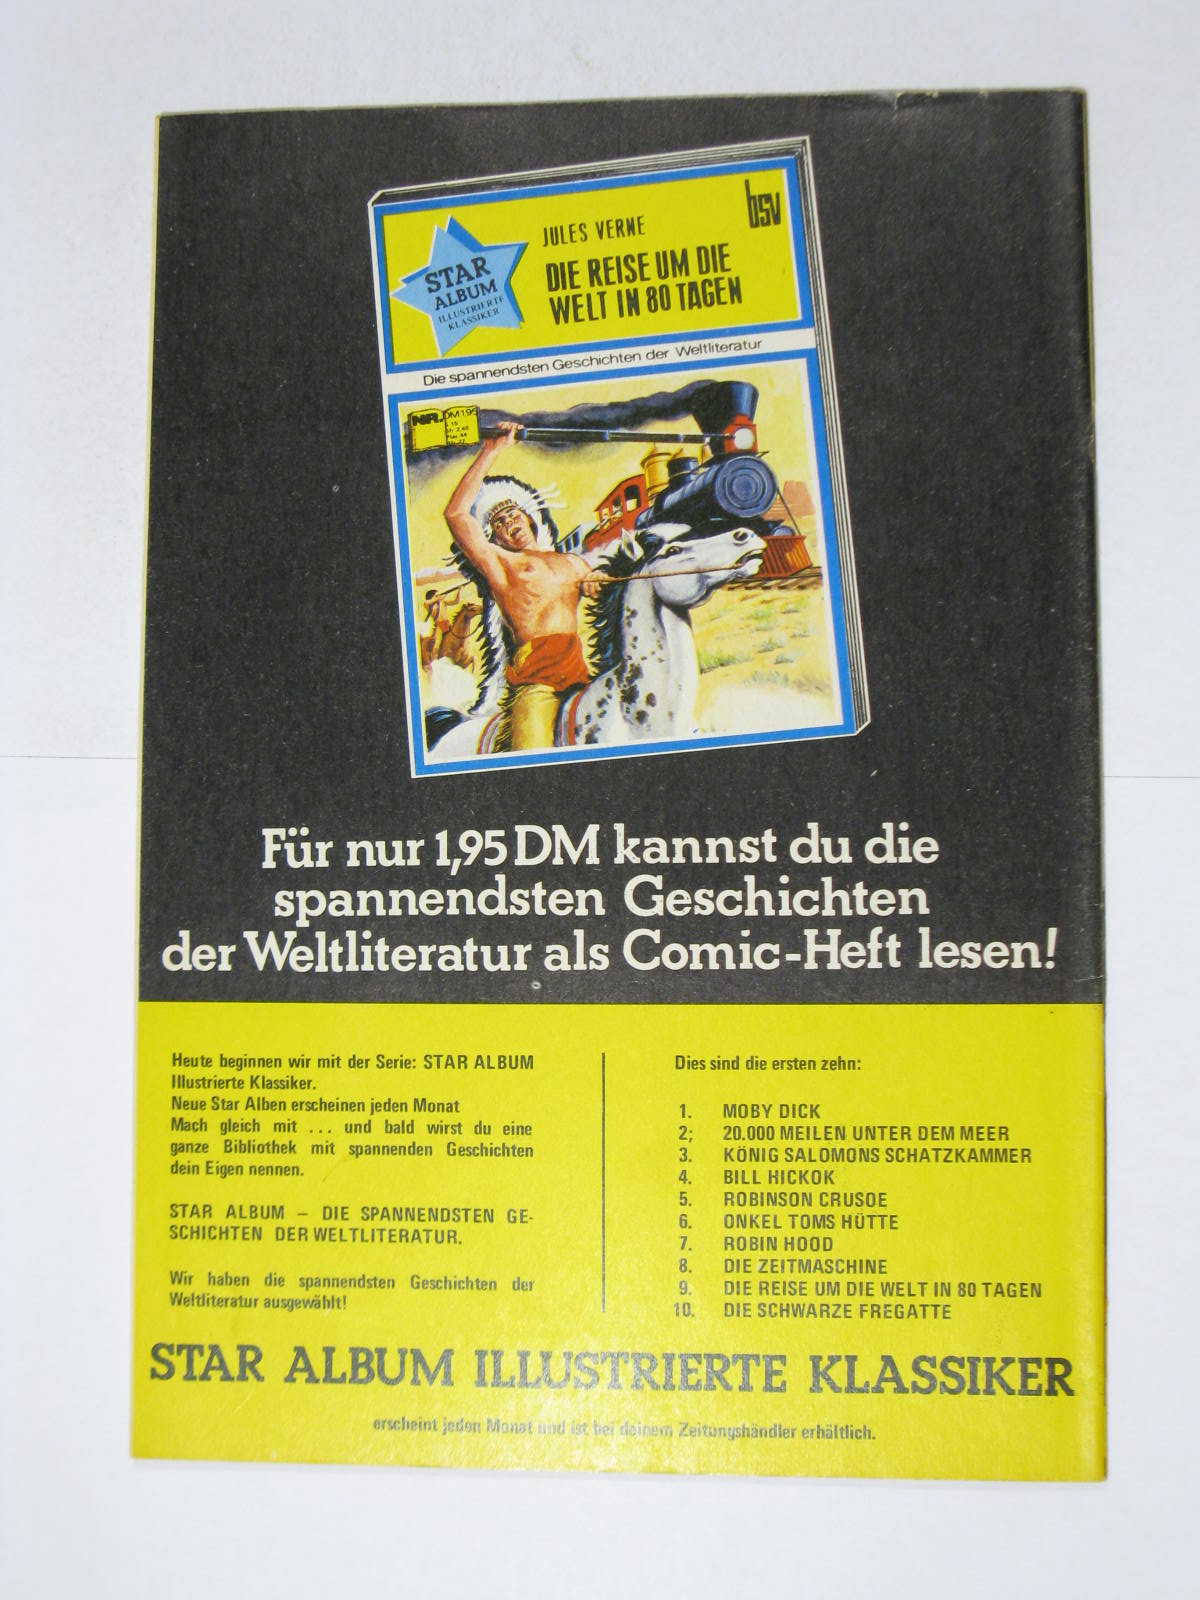 bsv
JULES VERNE
DIE REISE UM DIE
WELT IN 80 TAGEN
STAR
ALBUM
ILLUSTRIERTE
KLASSIKER
Die spannendsten Geschichten der Weltliteratur
NR. DM 1.95
Für nur 1,95 DM kannst du die
spannendsten Geschichten
der Weltliteratur als Comic-Heft lesen!
Heute beginnen wir mit der Serie: STAR ALBUM
Illustrierte Klassiker.
Neue Star Alben erscheinen jeden Monat
Mach gleich mit ... und bald wirst du eine
ganze Bibliothek mit spannenden Geschichten
dein Eigen nennen.
STAR ALBUM – DIE SPANNENDSTEN GE-
SCHICHTEN DER WELTLITERATUR.
Wir haben die spannendsten Geschichten der
Weltliteratur ausgewählt!
Dies sind die ersten zehn:
1. MOBY DICK
2; 20.000 MEILEN UNTER DEM MEER
3. KÖNIG SALOMONS SCHATZKAMMER
4. BILL HICKOK
5. ROBINSON CRUSOE
6. ONKEL TOMS HÜTTE
7. ROBIN HOOD
8. DIE ZEITMASCHINE
9. DIE REISE UM DIE WELT IN 80 TAGEN
10. DIE SCHWARZE FREGATTE
STAR ALBUM ILLUSTRIERTE KLASSIKER
erscheint jeden Monat und ist bei deinem Zeitungshändler erhältlich.